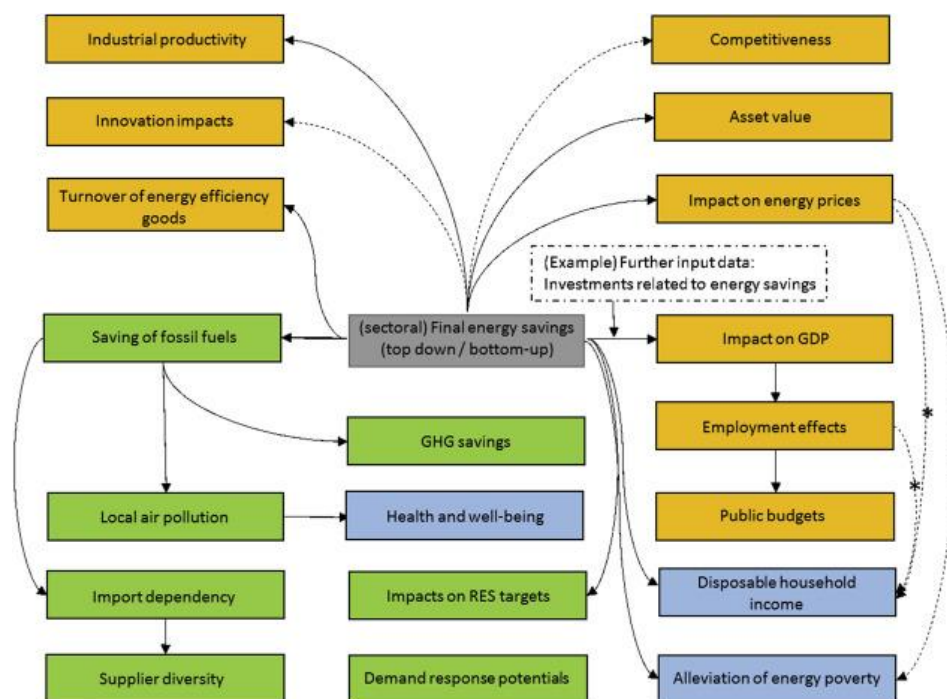 Industrial productivity
Competitiveness
Innovation impacts
Asset value
Turnover of energy efficiency
goods
Impact on energy prices
(Example) Further input data:
Investments related to energy savings
Saving of fossil fuels
(sectoral) Final energy savings
(top down / bottom-up)
Impact on GDP
Employment effects
*
GHG savings
*
Local air pollution
Health and well-being
Public budgets
Import dependency
Impacts on RES targets
Disposable household
income
Supplier diversity
Demand response potentials
Alleviation of energy poverty